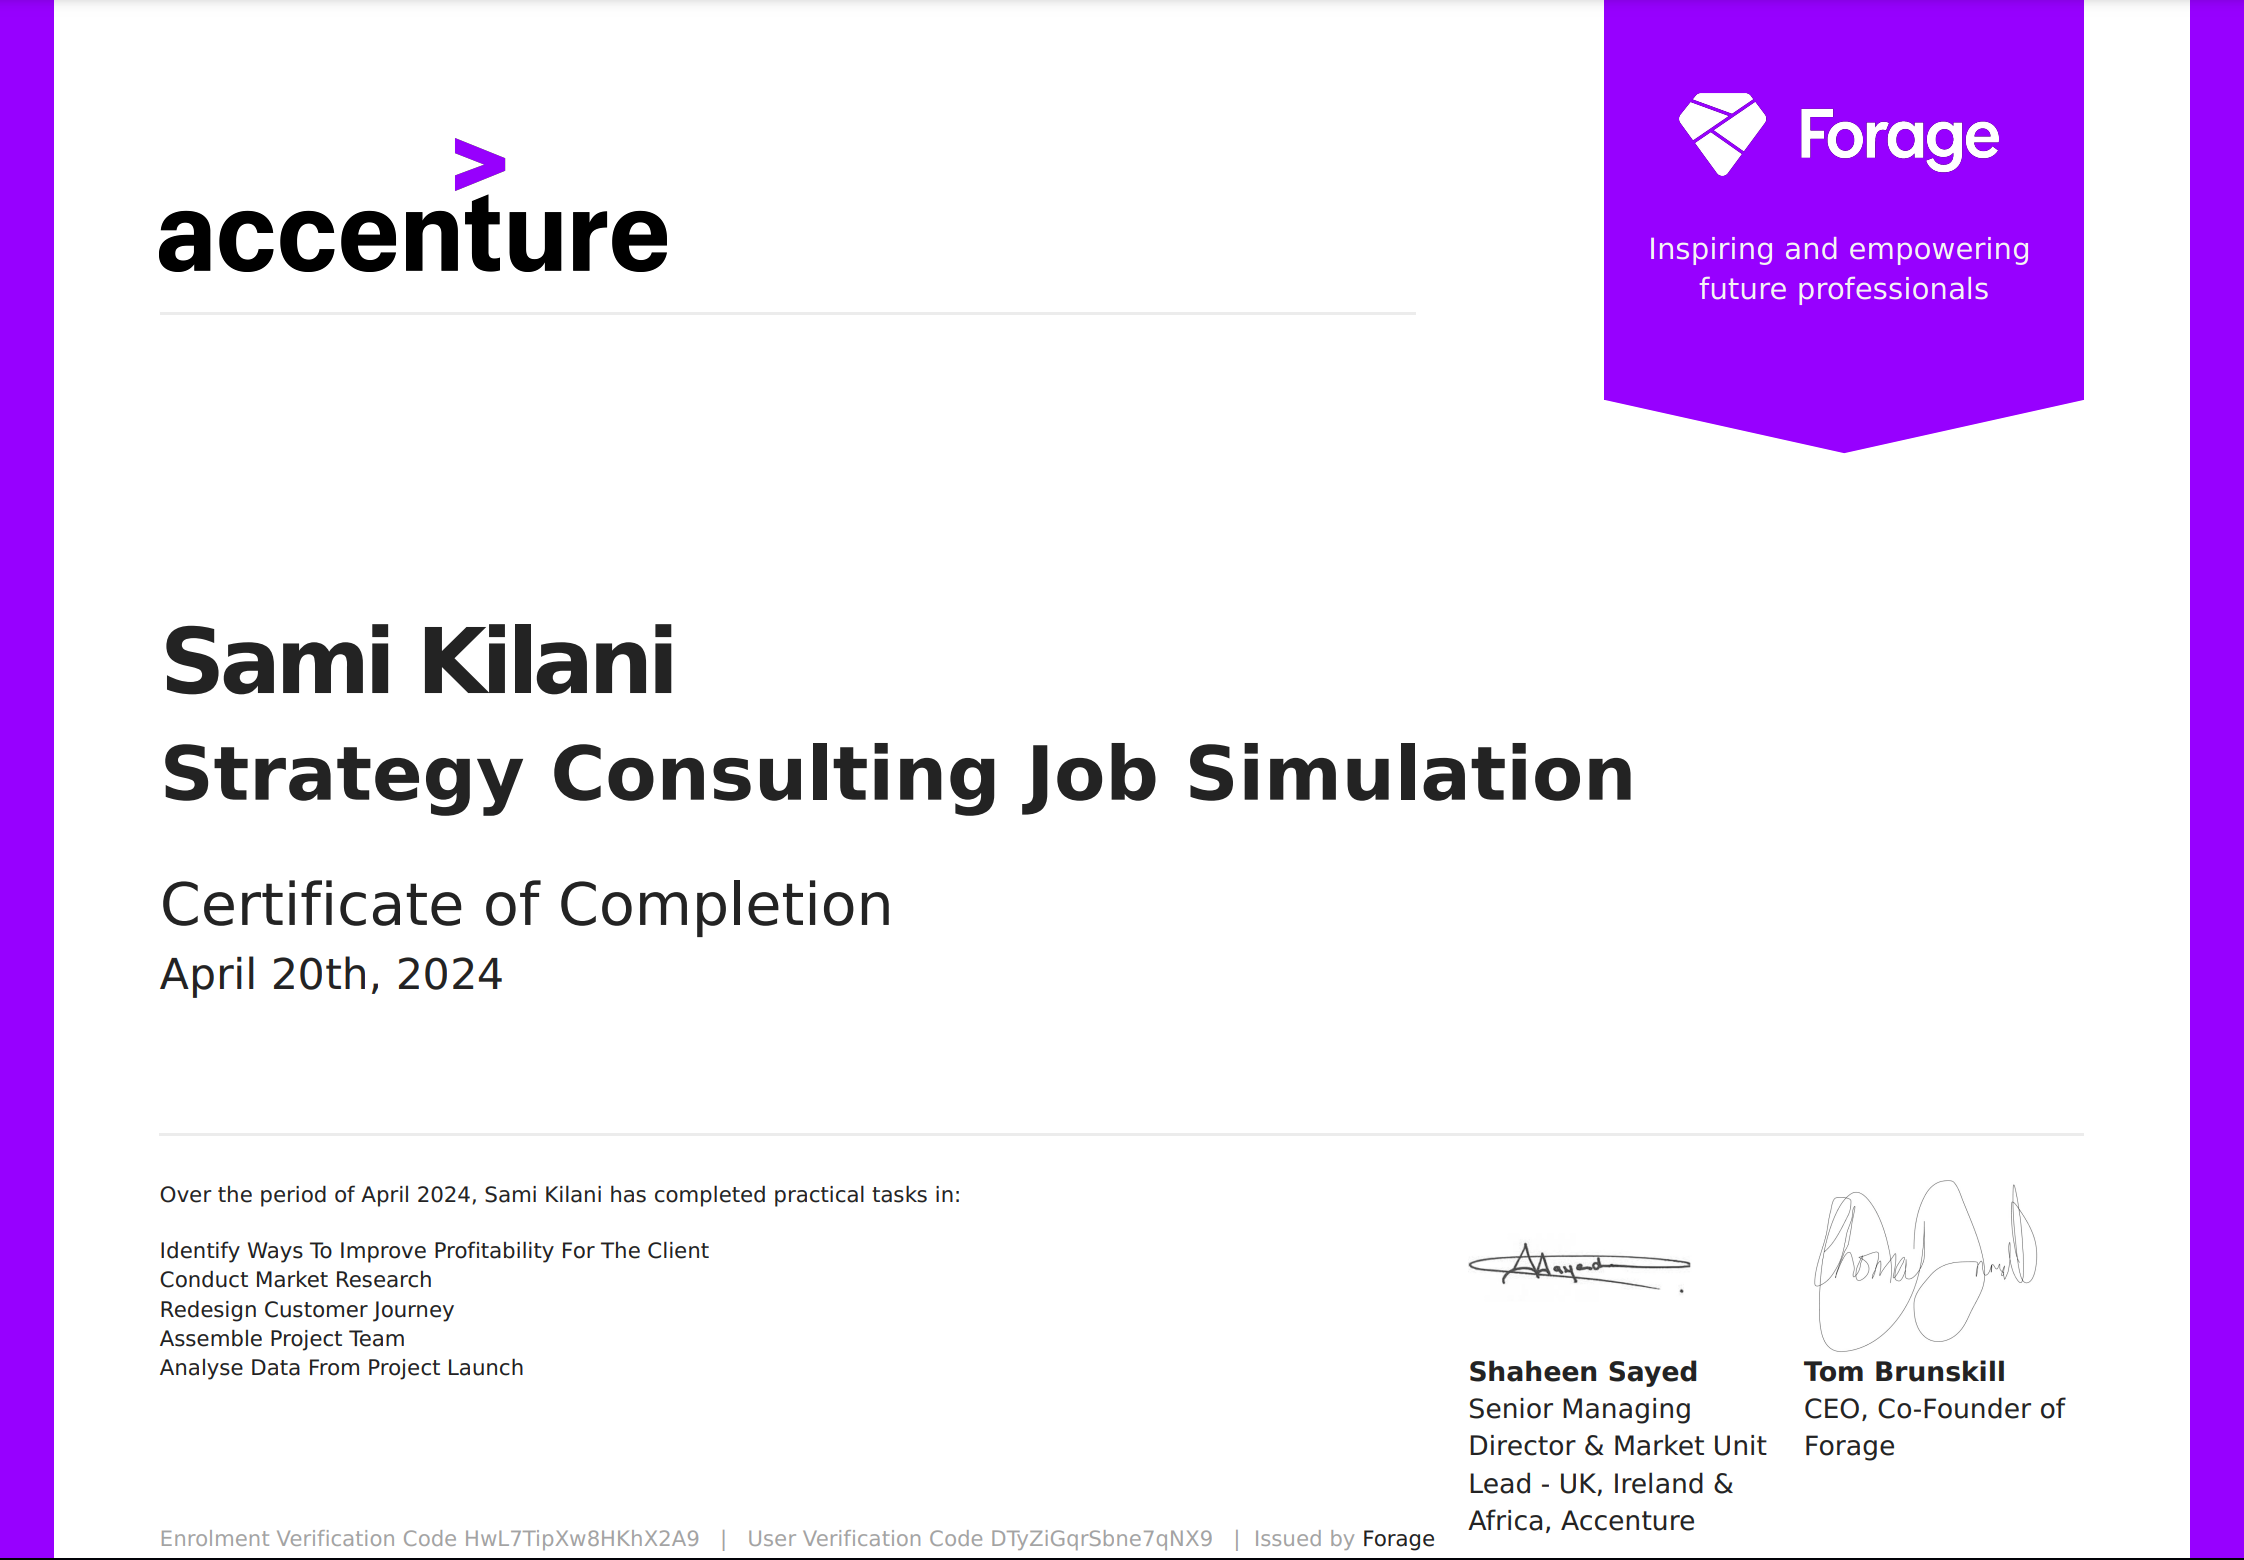 accenture
>
Forage
Inspiring and empowering
future professionals
Sami Kilani
Strategy Consulting Job Simulation
Certificate of Completion
April 20th, 2024
Over the period of April 2024, Sami Kilani has completed practical tasks in:
Identify Ways To Improve Profitability For The Client
Conduct Market Research
Redesign Customer Journey
Assemble Project Team
Analyse Data From Project Launch
Shaheen Sayed
Senior Managing
Director & Market Unit
Lead - UK, Ireland &
Africa, Accenture
Tom Brunskill
CEO, Co-Founder of
Forage
Enrolment Verification Code HwL7TipXw8HKhX2A9 | User Verification Code DTyZiGqrSbne7qNX9 | Issued by Forage